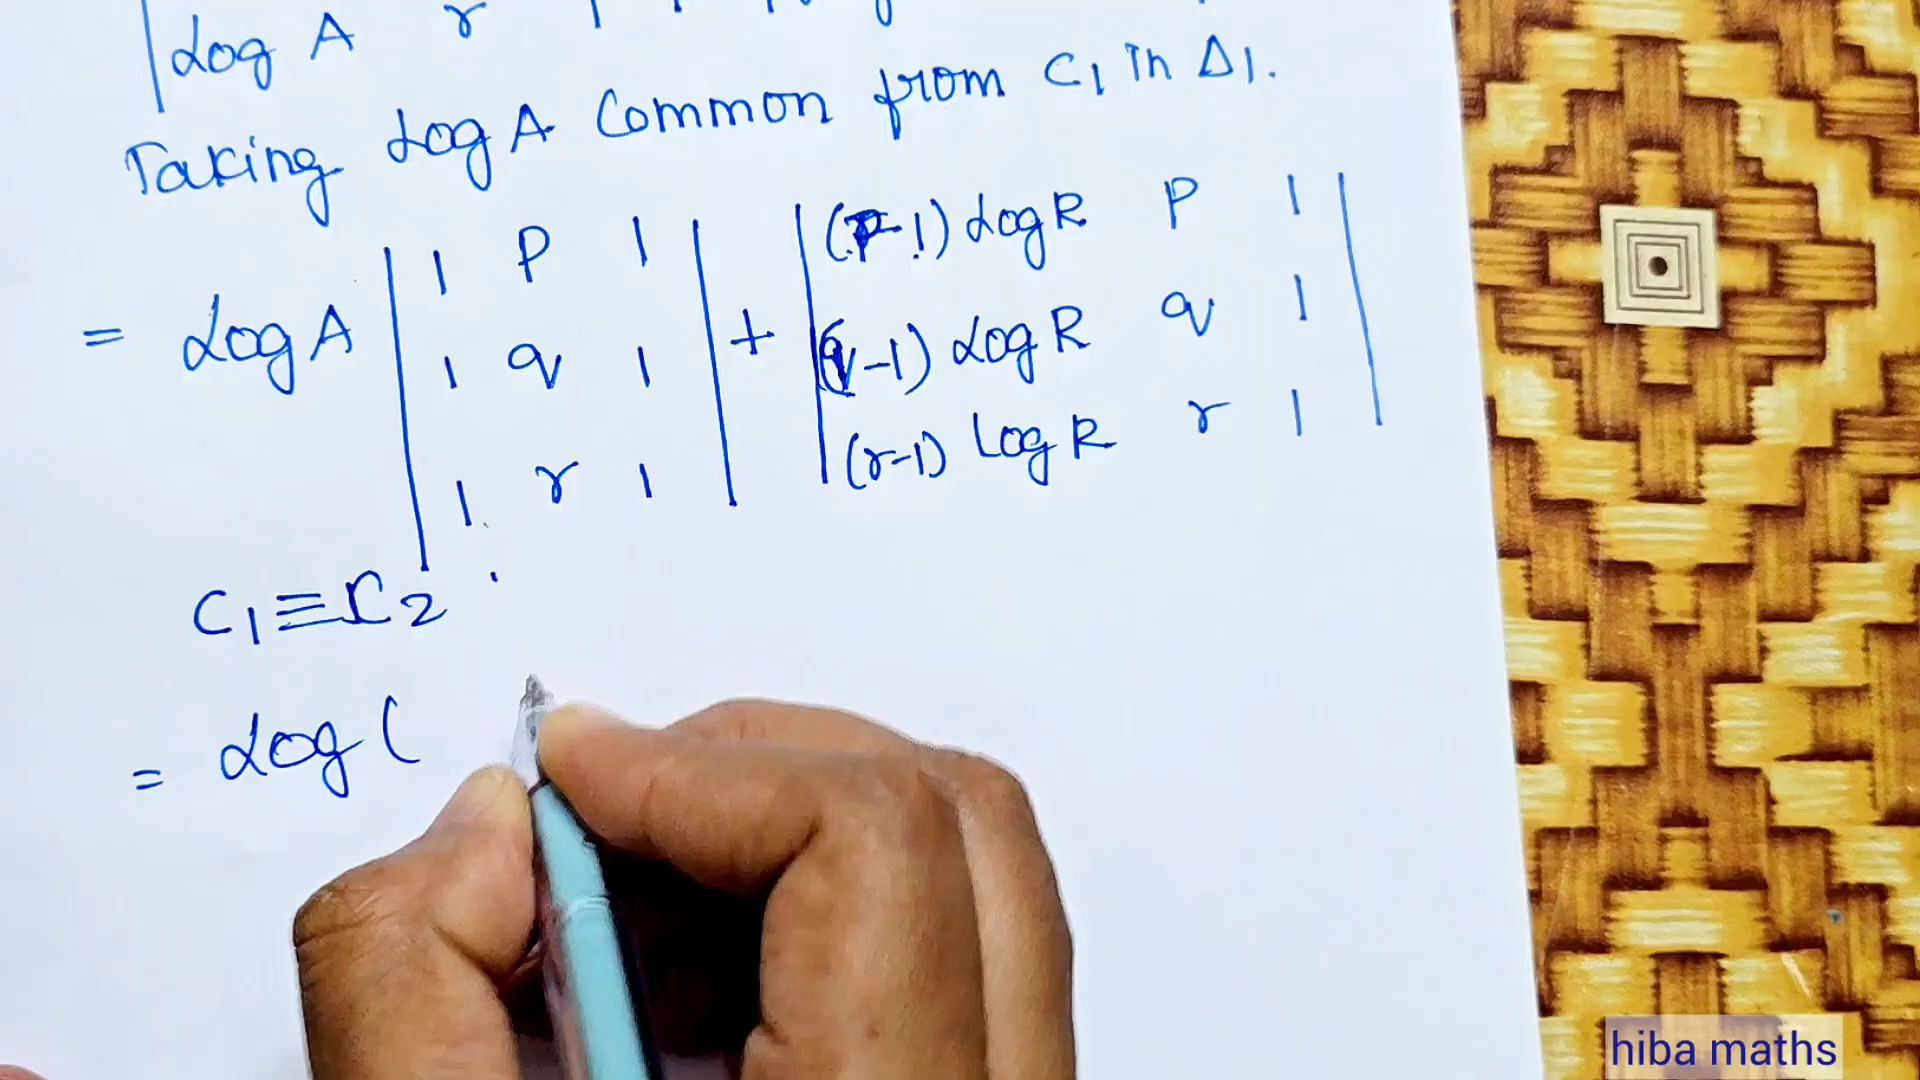 Log A r 1
Taking Log A Common from C1 in Δ1.
= Log A | 1 p 1 | + | (p-1) Log R p 1 |
| 1 q 1 | | (q-1) Log R q 1 |
| 1 r 1 | | (r-1) Log R r 1 |
C1 ≡ C2
= Log (
hiba maths